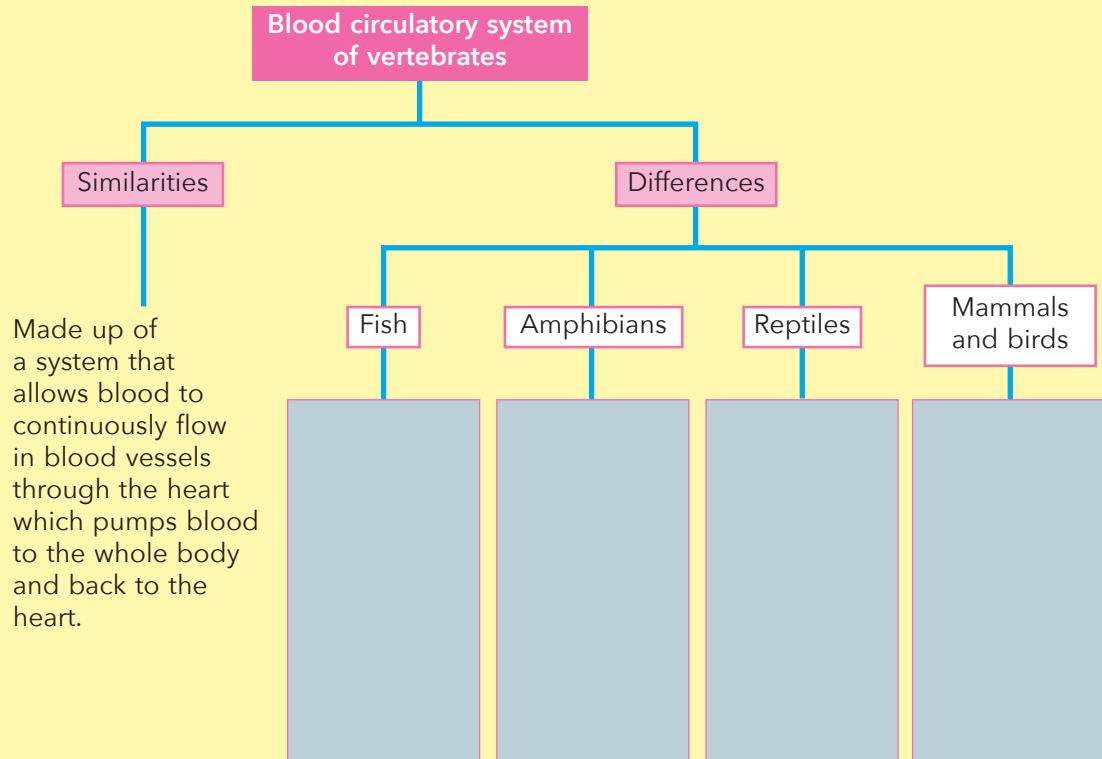 Blood circulatory system
of vertebrates
Similarities
Differences
Made up of
a system that
allows blood to
continuously flow
in blood vessels
through the heart
which pumps blood
to the whole body
and back to the
heart.
Fish
Amphibians
Reptiles
Mammals
and birds